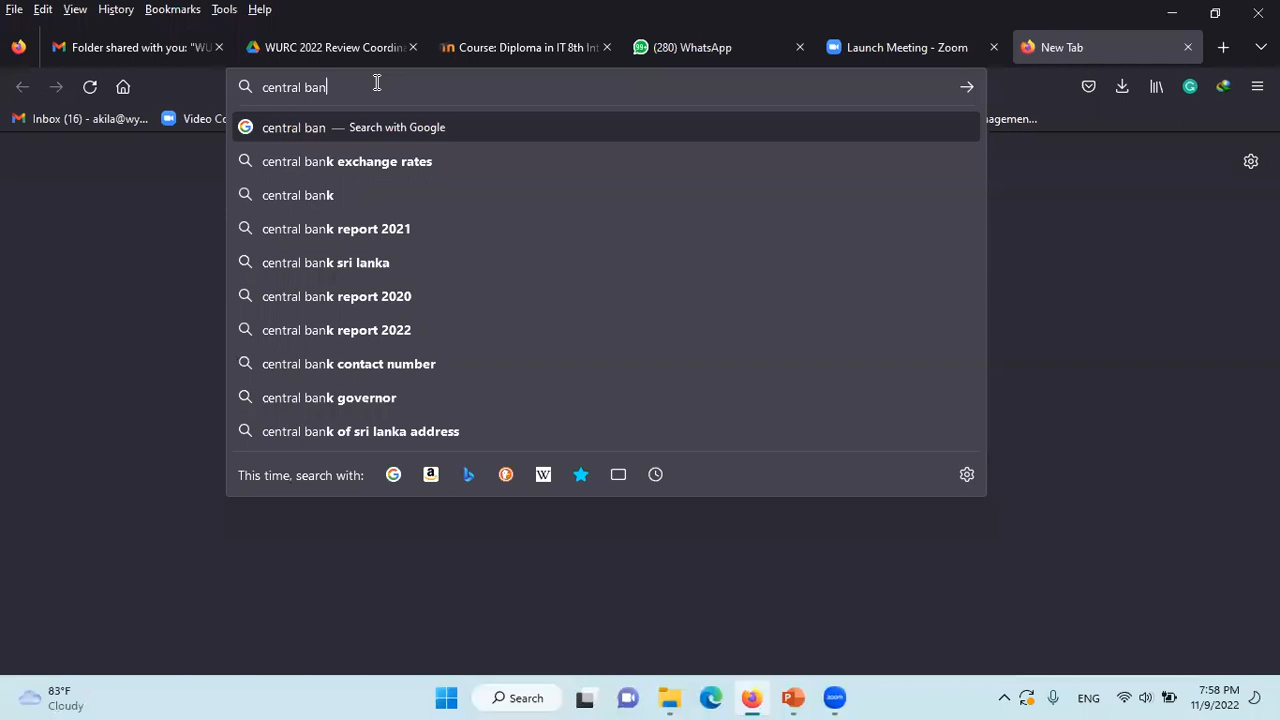 File Edit View History Bookmarks Tools Help
Folder shared with you: "WU
WURC 2022 Review Coordina
Course: Diploma in IT 8th Int
(280) WhatsApp
Launch Meeting - Zoom
New Tab
central ban
Inbox (16) - akila@wy...
Video Co
agemen...
central ban — Search with Google
central bank exchange rates
central bank
central bank report 2021
central bank sri lanka
central bank report 2020
central bank report 2022
central bank contact number
central bank governor
central bank of sri lanka address
This time, search with:
83°F
Cloudy
Search
ENG
7:58 PM
11/9/2022